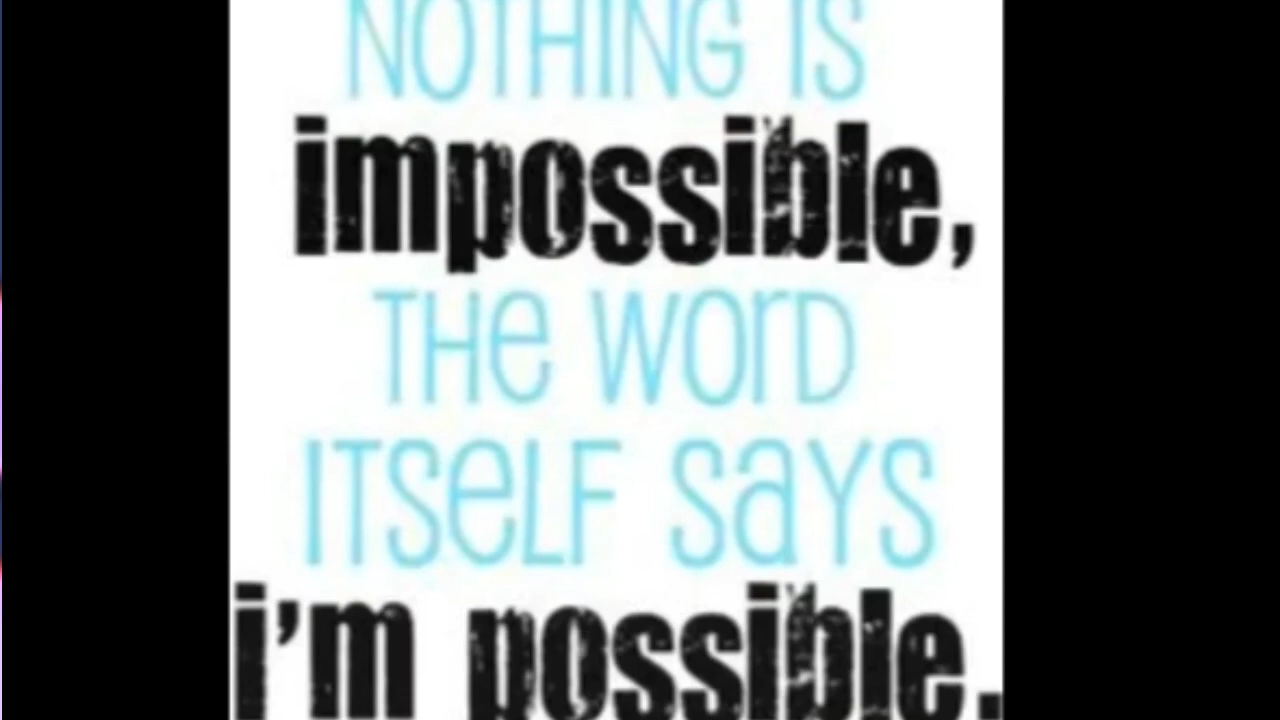 NOTHING IS
impossible,
THe WorD
ITSeLF SaYS
i'm possible.